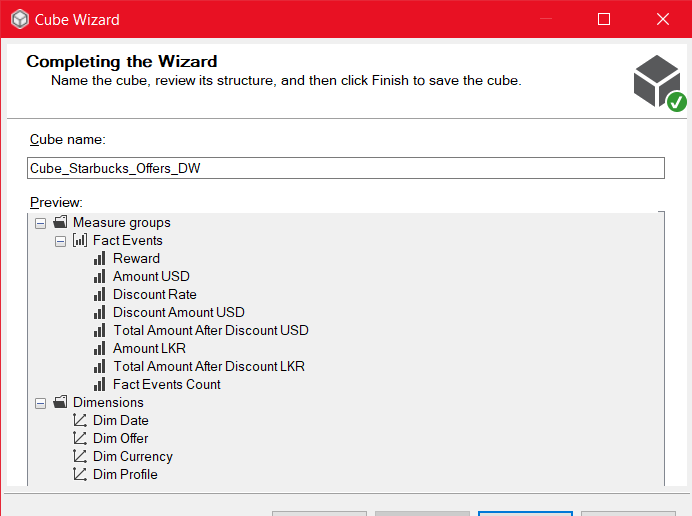 Cube Wizard
Completing the Wizard
Name the cube, review its structure, and then click Finish to save the cube.
Cube name:
Cube_Starbucks_Offers_DW
Preview:
Measure groups
Fact Events
Reward
Amount USD
Discount Rate
Discount Amount USD
Total Amount After Discount USD
Amount LKR
Total Amount After Discount LKR
Fact Events Count
Dimensions
Dim Date
Dim Offer
Dim Currency
Dim Profile